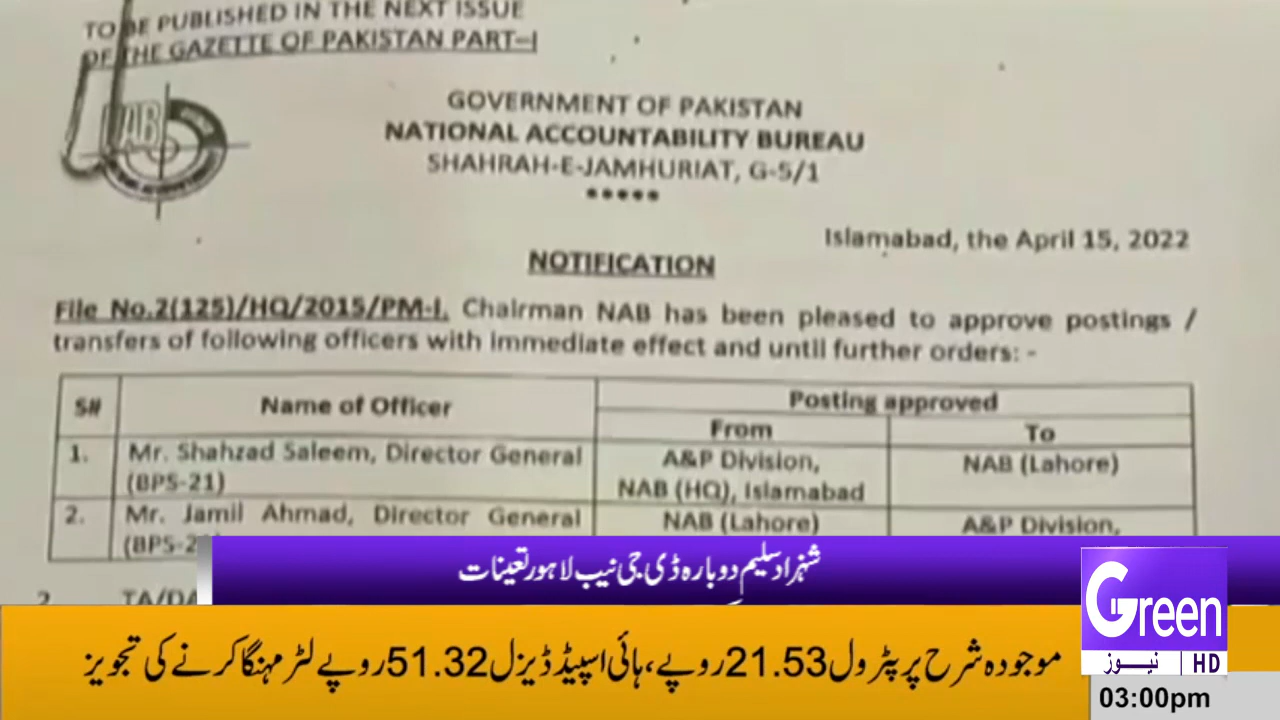 TO BE PUBLISHED IN THE NEXT ISSUE
OF THE GAZETTE OF PAKISTAN PART-I
NAB
GOVERNMENT OF PAKISTAN
NATIONAL ACCOUNTABILITY BUREAU
SHAHRAH-E-JAMHURIAT, G-5/1
*****
Islamabad, the April 15, 2022
NOTIFICATION
File No.2(125)/HQ/2015/PM-I. Chairman NAB has been pleased to approve postings /
transfers of following officers with immediate effect and until further orders: -
S# Name of Officer Posting approved
From To
1. Mr. Shahzad Saleem, Director General A&P Division, NAB (Lahore)
(BPS-21) NAB (HQ), Islamabad
2. Mr. Jamil Ahmad, Director General NAB (Lahore) A&P Division,
(BPS-2
2. TA/DA
شہزاد سلیم دوبارہ ڈی جی نیب لاہور تعینات
موجودہ شرح پر پٹرول 21.53 روپے، ہائی اسپیڈ ڈیزل 51.32 روپے لٹر مہنگا کرنے کی تجویز
Green
نیوز HD
03:00pm